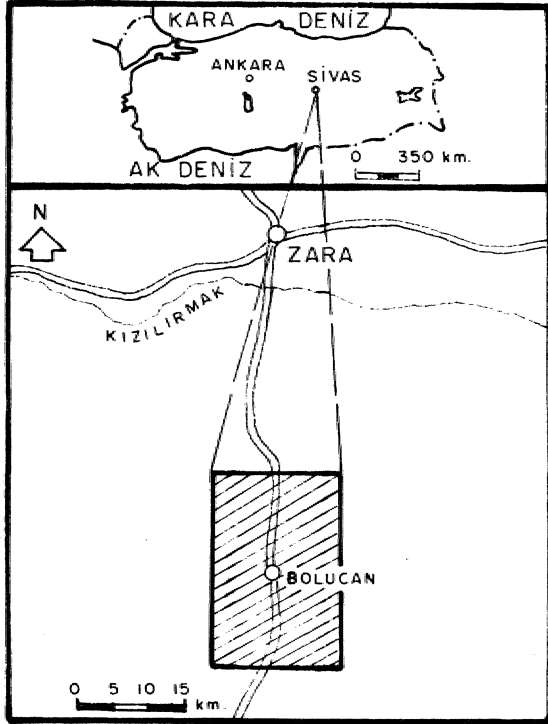 KARA DENİZ
ANKARA
SİVAS
AK DENİZ
0 350 km.
N
ZARA
KIZILIRMAK
BOLUCAN
0 5 10 15
km.